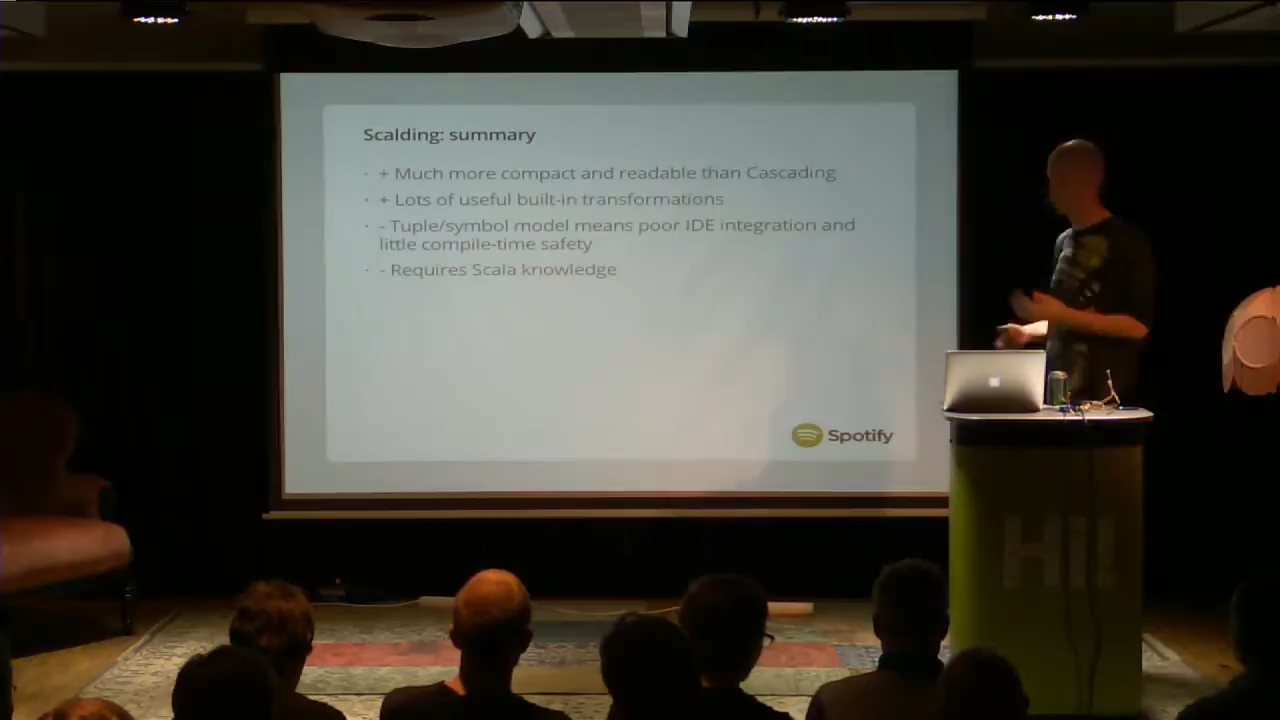 Scalding: summary
· + Much more compact and readable than Cascading
· + Lots of useful built-in transformations
· - Tuple/symbol model means poor IDE integration and
little compile-time safety
· - Requires Scala knowledge
Spotify
Hi!